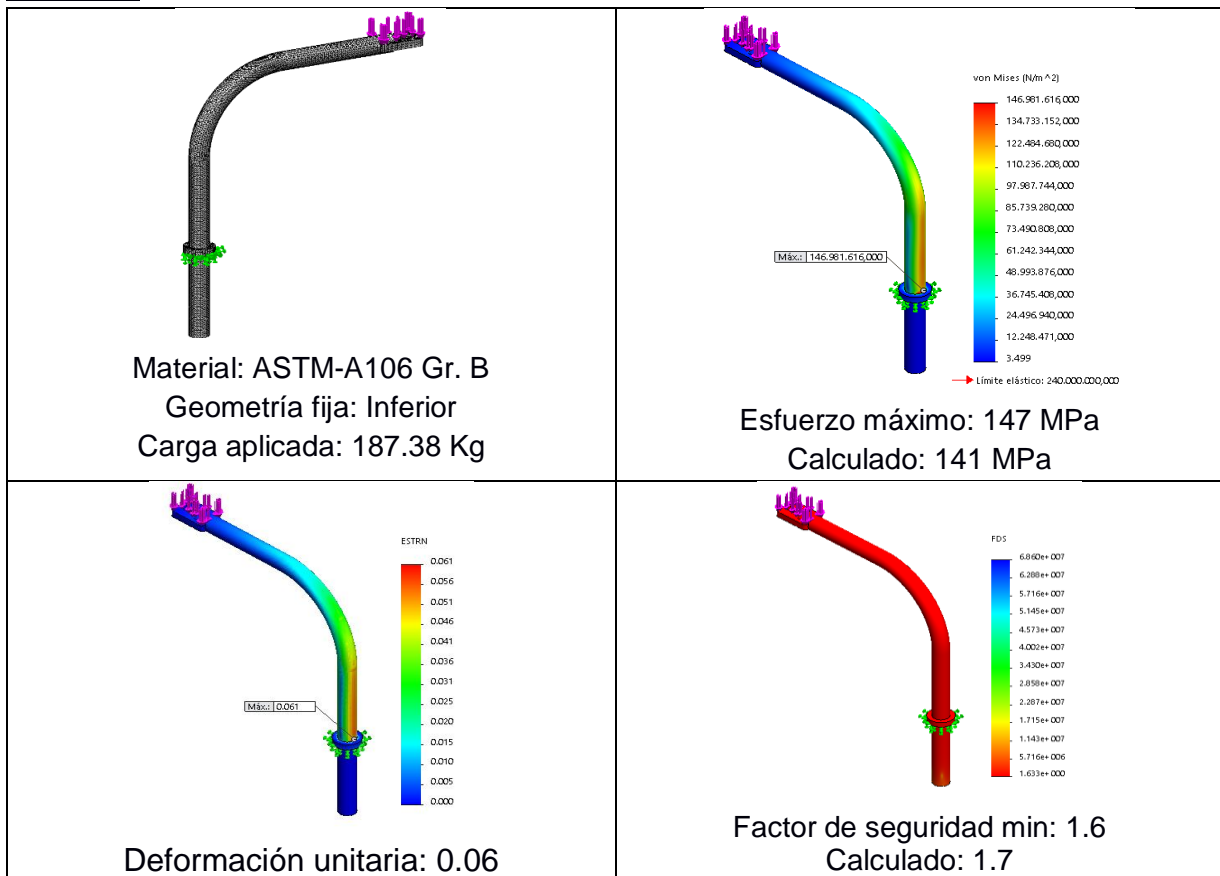 Material: ASTM-A106 Gr. B
Geometría fija: Inferior
Carga aplicada: 187.38 Kg
von Mises (N/m^2)
146.981.616,000
134.733.152,000
122.484.680,000
110.236.208,000
97.987.744,000
85.739.280,000
73.490.808,000
61.242.344,000
48.993.876,000
36.745.408,000
24.496.940,000
12.248.471,000
3.499
Límite elástico: 240.000.000,000
Máx.: 146.981.616,000
Esfuerzo máximo: 147 MPa
Calculado: 141 MPa
ESTRN
0.061
0.056
0.051
0.046
0.041
0.036
0.031
0.025
0.020
0.015
0.010
0.005
0.000
Máx.: 0.061
Deformación unitaria: 0.06
FDS
6.860e+007
6.288e+007
5.716e+007
5.145e+007
4.573e+007
4.002e+007
3.430e+007
2.858e+007
2.287e+007
1.715e+007
1.143e+007
5.716e+006
1.633e+000
Factor de seguridad min: 1.6
Calculado: 1.7